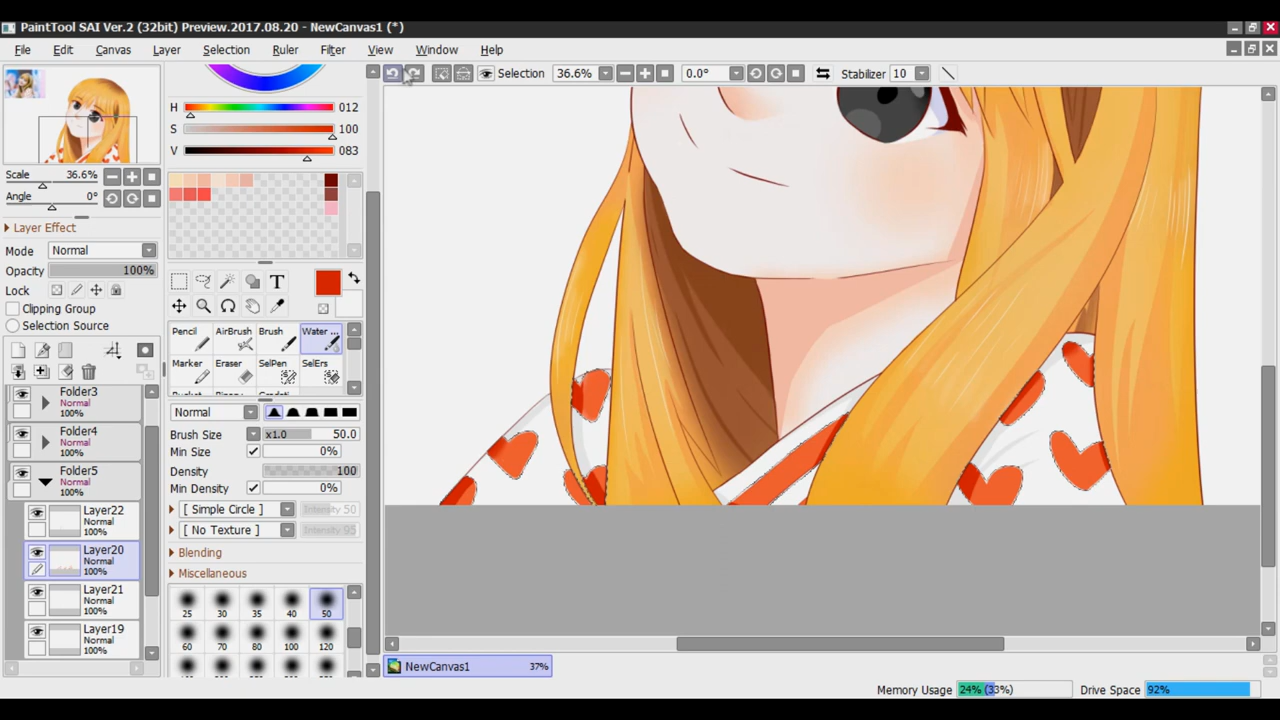 PaintTool SAI Ver.2 (32bit) Preview.2017.08.20 - NewCanvas1 (*)
File Edit Canvas Layer Selection Ruler Filter View Window Help
Selection 36.6% 0.0° Stabilizer 10
Scale 36.6%
Angle 0°
Layer Effect
Mode Normal
Opacity 100%
Lock
Clipping Group
Selection Source
Folder3
Normal
100%
Folder4
Normal
100%
Folder5
Normal
100%
Layer22
Normal
100%
Layer20
Normal
100%
Layer21
Normal
100%
Layer19
Normal
100%
H 012
S 100
V 083
T
Pencil AirBrush Brush Water ...
Marker Eraser SelPen SelErs
Normal
Brush Size x1.0 50.0
Min Size 0%
Density 100
Min Density 0%
[ Simple Circle ] Intensity 50
[ No Texture ] Intensity 95
Blending
Miscellaneous
25 30 35 40 50
60 70 80 100 120
NewCanvas1 37%
Memory Usage 24% (33%) Drive Space 92%